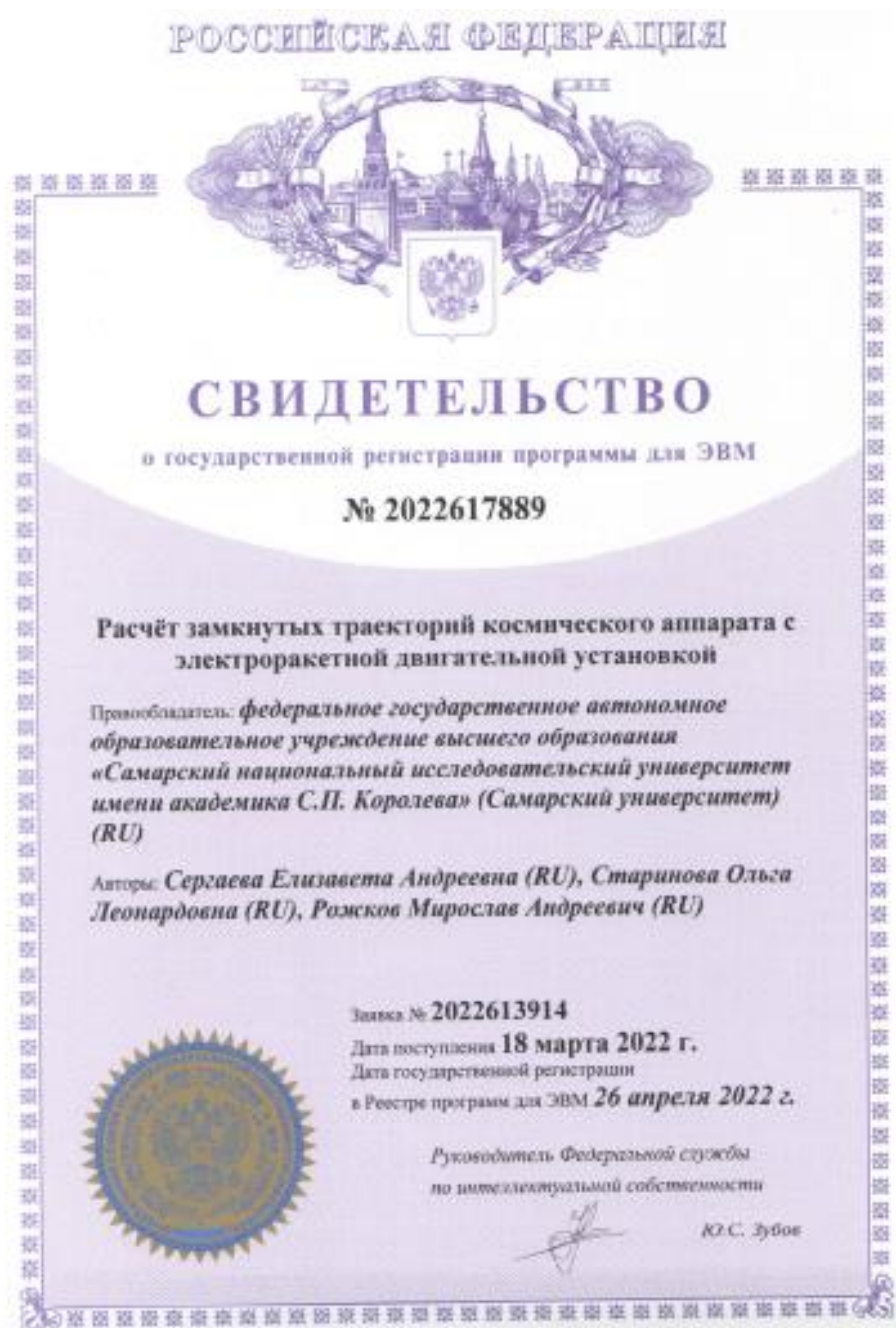 РОССИЙСКАЯ ФЕДЕРАЦИЯ
СВИДЕТЕЛЬСТВО
о государственной регистрации программы для ЭВМ
№ 2022617889
Расчёт замкнутых траекторий космического аппарата с
электроракетной двигательной установкой
Правообладатель: федеральное государственное автономное
образовательное учреждение высшего образования
«Самарский национальный исследовательский университет
имени академика С.П. Королева» (Самарский университет)
(RU)
Авторы: Сергаева Елизавета Андреевна (RU), Старинова Ольга
Леонардовна (RU), Рожков Мирослав Андреевич (RU)
Заявка № 2022613914
Дата поступления 18 марта 2022 г.
Дата государственной регистрации
в Реестре программ для ЭВМ 26 апреля 2022 г.
Руководитель Федеральной службы
по интеллектуальной собственности
Ю.С. Зубов